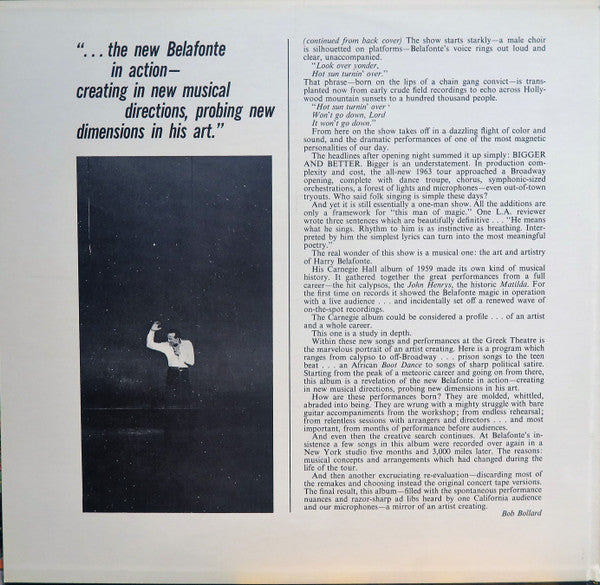 “. . . the new Belafonte
in action—
creating in new musical
directions, probing new
dimensions in his art.”
(continued from back cover) The show starts starkly—a male choir
is silhouetted on platforms—Belafonte's voice rings out loud and
clear, unaccompanied.
“Look over yonder,
Hot sun turnin' over.”
That phrase—born on the lips of a chain gang convict—is trans-
planted now from early crude field recordings to echo across Holly-
wood mountain sunsets to a hundred thousand people.
“Hot sun turnin' over
Won't go down, Lord
It won't go down.”
From here on the show takes off in a dazzling flight of color and
sound, and the dramatic performances of one of the most magnetic
personalities of our day.
The headlines after opening night summed it up simply: BIGGER
AND BETTER. Bigger is an understatement. In production com-
plexity and cost, the all-new 1963 tour approached a Broadway
opening, complete with dance troupe, chorus, symphonic-sized
orchestrations, a forest of lights and microphones—even out-of-town
tryouts. Who said folk singing is simple these days?
And yet it is still essentially a one-man show. All the additions are
only a framework for “this man of magic.” One L.A. reviewer
wrote three sentences which are beautifully definitive . . . “He means
what he sings. Rhythm to him is as instinctive as breathing. Inter-
preted by him the simplest lyrics can turn into the most meaningful
poetry.”
The real wonder of this show is a musical one: the art and artistry
of Harry Belafonte.
His Carnegie Hall album of 1959 made its own kind of musical
history. It gathered together the great performances from a full
career—the hit calypsos, the John Henrys, the historic Matilda. For
the first time on records it showed the Belafonte magic in operation
with a live audience . . . and incidentally set off a renewed wave of
on-the-spot recordings.
The Carnegie album could be considered a profile . . . of an artist
and a whole career.
This one is a study in depth.
Within these new songs and performances at the Greek Theatre is
the marvelous portrait of an artist creating. Here is a program which
ranges from calypso to off-Broadway . . . prison songs to the teen
beat . . . an African Boot Dance to songs of sharp political satire.
Starting from the peak of a meteoric career and going on from there,
this album is a revelation of the new Belafonte in action—creating
in new musical directions, probing new dimensions in his art.
How are these performances born? They are molded, whittled,
abraded into being. They are wrung with a mighty struggle with bare
guitar accompaniments from the workshop; from endless rehearsal;
from relentless sessions with arrangers and directors . . . and most
important, from months of performance before audiences.
And even then the creative search continues. At Belafonte's in-
sistence a few songs in this album were recorded over again in a
New York studio five months and 3,000 miles later. The reasons:
musical concepts and arrangements which had changed during the
life of the tour.
And then another excruciating re-evaluation—discarding most of
the remakes and choosing instead the original concert tape versions.
The final result, this album—filled with the spontaneous performance
nuances and razor-sharp ad libs heard by one California audience
and our microphones—a mirror of an artist creating.
Bob Bollard